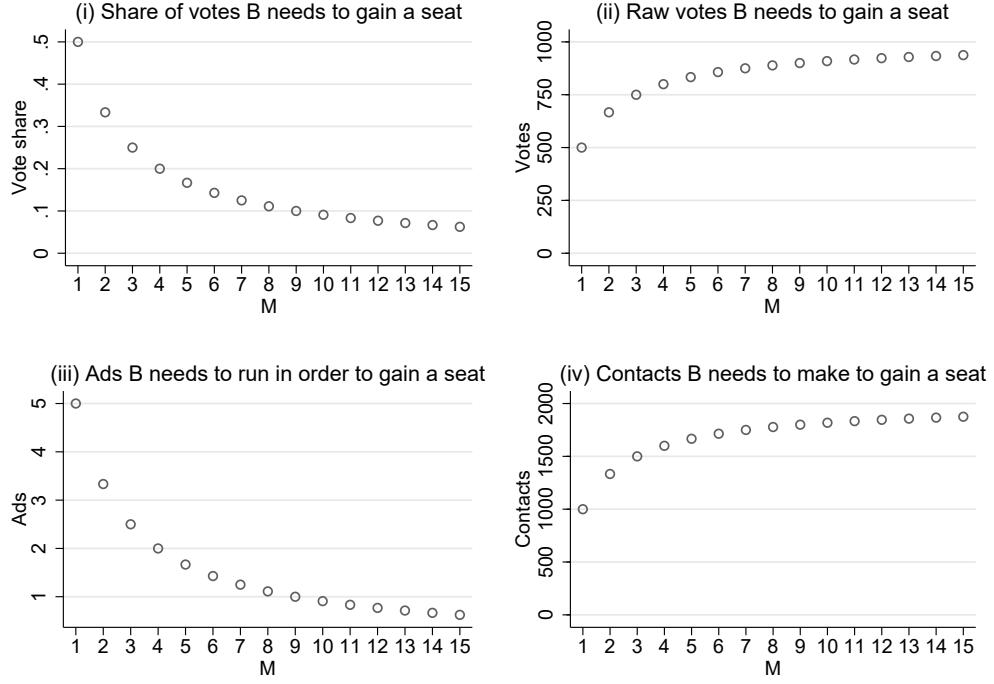 (i) Share of votes B needs to gain a seat
Vote share
.5
.4
.3
.2
.1
0
1 2 3 4 5 6 7 8 9 10 11 12 13 14 15
M
(ii) Raw votes B needs to gain a seat
Votes
1000
750
500
250
0
1 2 3 4 5 6 7 8 9 10 11 12 13 14 15
M
(iii) Ads B needs to run in order to gain a seat
Ads
5
4
3
2
1
1 2 3 4 5 6 7 8 9 10 11 12 13 14 15
M
(iv) Contacts B needs to make to gain a seat
Contacts
2000
1500
1000
500
0
1 2 3 4 5 6 7 8 9 10 11 12 13 14 15
M